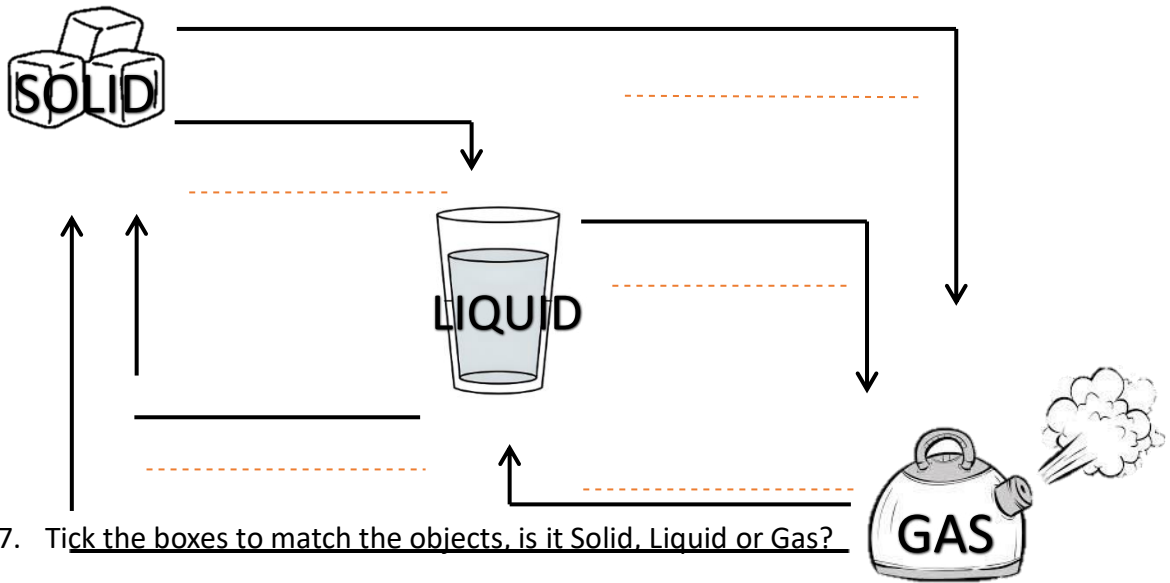 SOLID
LIQUID
GAS
7. Tick the boxes to match the objects, is it Solid, Liquid or Gas?